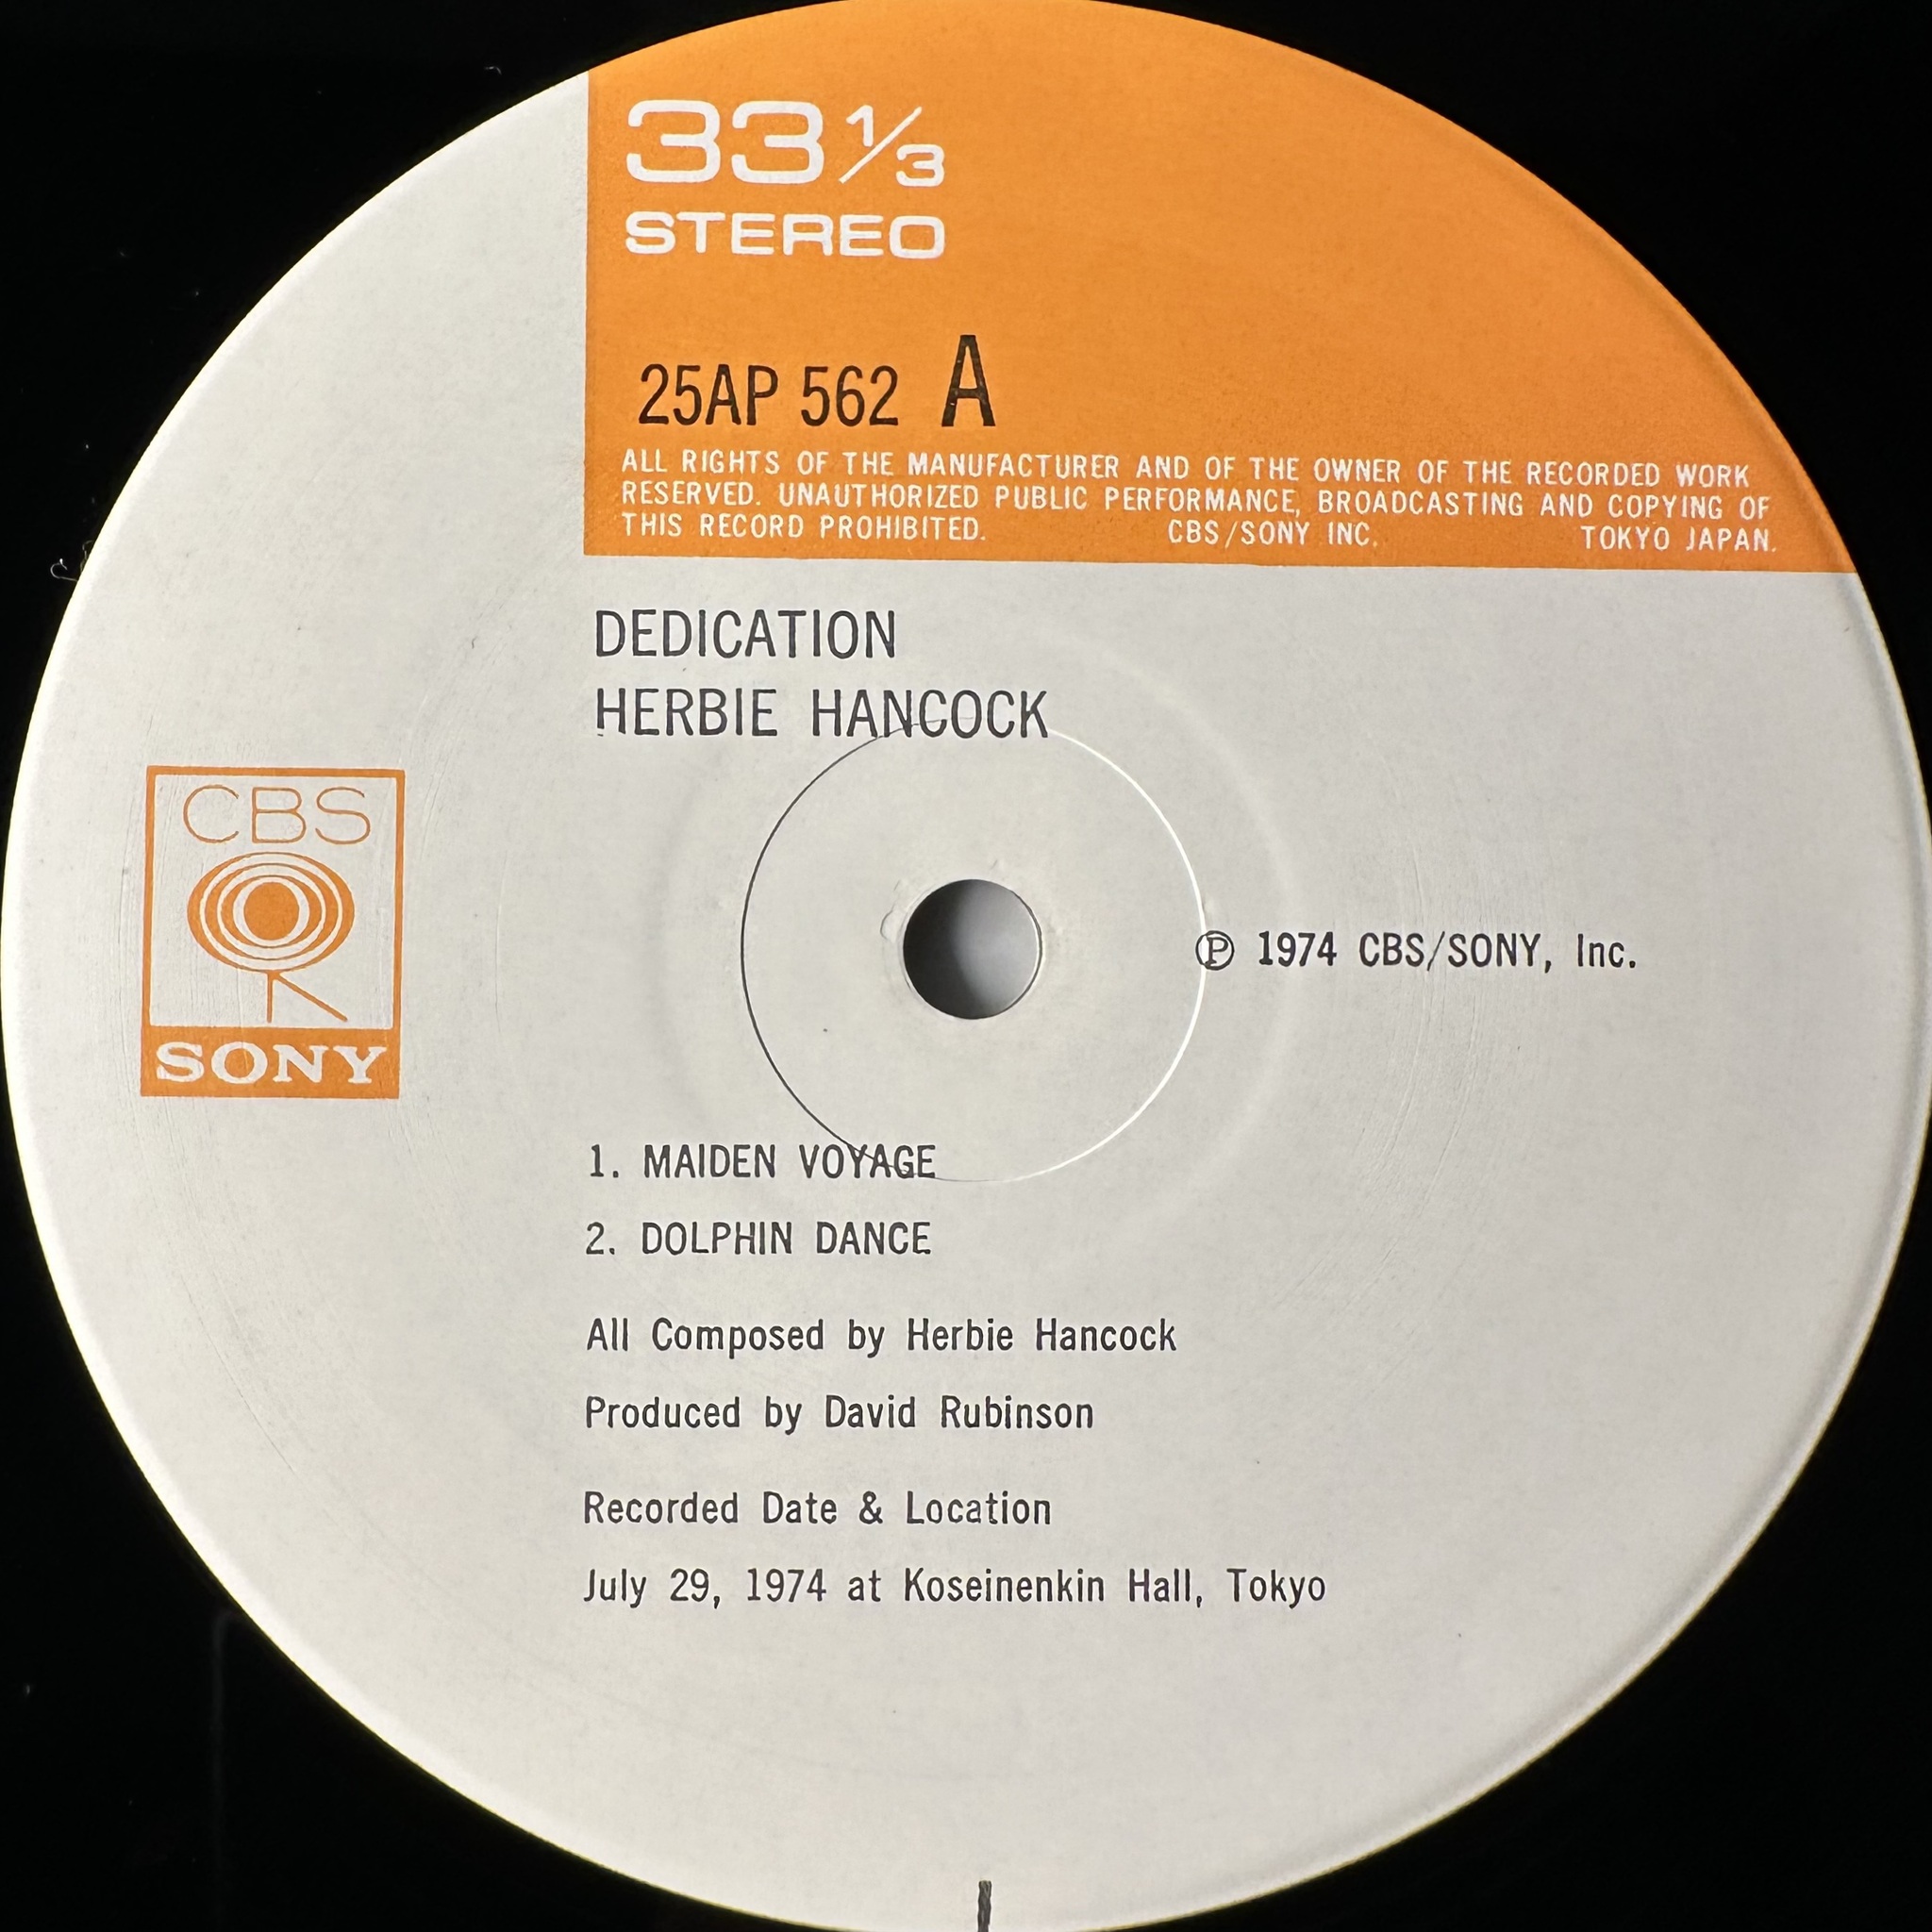 33 1/3
STEREO
25AP 562 A
ALL RIGHTS OF THE MANUFACTURER AND OF THE OWNER OF THE RECORDED WORK
RESERVED. UNAUTHORIZED PUBLIC PERFORMANCE, BROADCASTING AND COPYING OF
THIS RECORD PROHIBITED. CBS/SONY INC. TOKYO JAPAN.
DEDICATION
HERBIE HANCOCK
CBS
SONY
Ⓟ 1974 CBS/SONY, Inc.
1. MAIDEN VOYAGE
2. DOLPHIN DANCE
All Composed by Herbie Hancock
Produced by David Rubinson
Recorded Date & Location
July 29, 1974 at Koseinenkin Hall, Tokyo